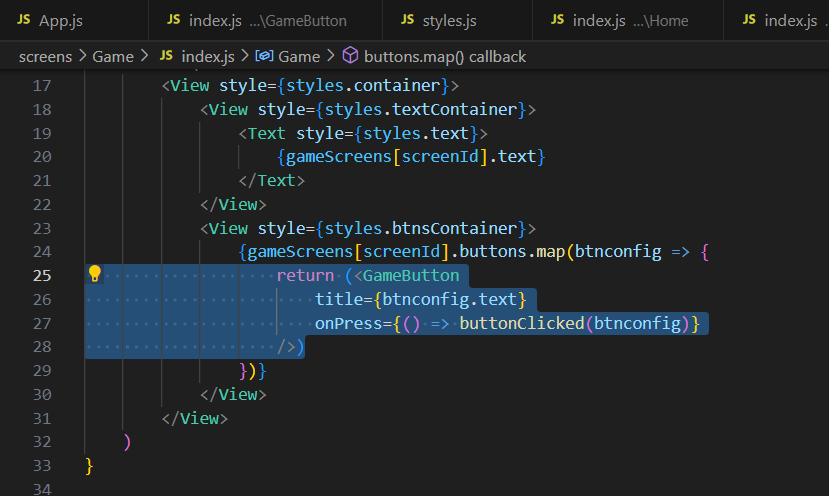 JS App.js JS index.js ...\GameButton JS styles.js JS index.js ...\Home JS index.js
screens > Game > JS index.js > Game > buttons.map() callback
17 <View style={styles.container}>
18 <View style={styles.textContainer}>
19 <Text style={styles.text}>
20 {gameScreens[screenId].text}
21 </Text>
22 </View>
23 <View style={styles.btnsContainer}>
24 {gameScreens[screenId].buttons.map(btnconfig => {
25 return (<GameButton
26 title={btnconfig.text}
27 onPress={() => buttonClicked(btnconfig)}
28 />)
29 })}
30 </View>
31 </View>
32 )
33 }
34